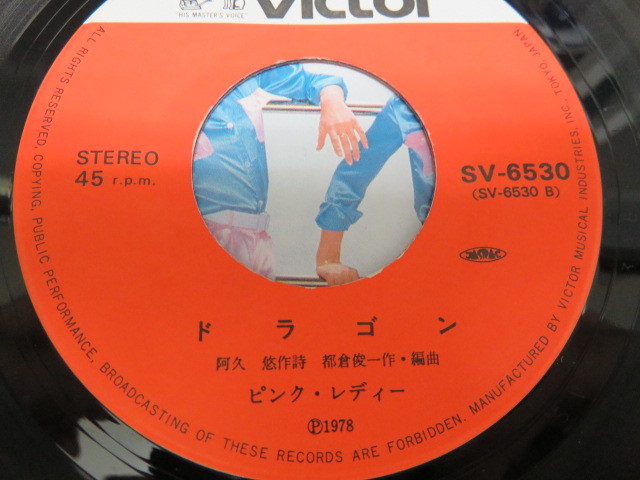 "HIS MASTER'S VOICE"
Victor
STEREO
45 r.p.m.
SV-6530
(SV-6530 B)
JASRAC
ドラゴン
阿久 悠作詩 都倉俊一作・編曲
ピンク・レディー
Ⓟ1978
ALL RIGHTS RESERVED. COPYING, PUBLIC PERFORMANCE, BROADCASTING OF THESE RECORDS ARE FORBIDDEN. MANUFACTURED BY VICTOR MUSICAL INDUSTRIES, INC. TOKYO, JAPAN.